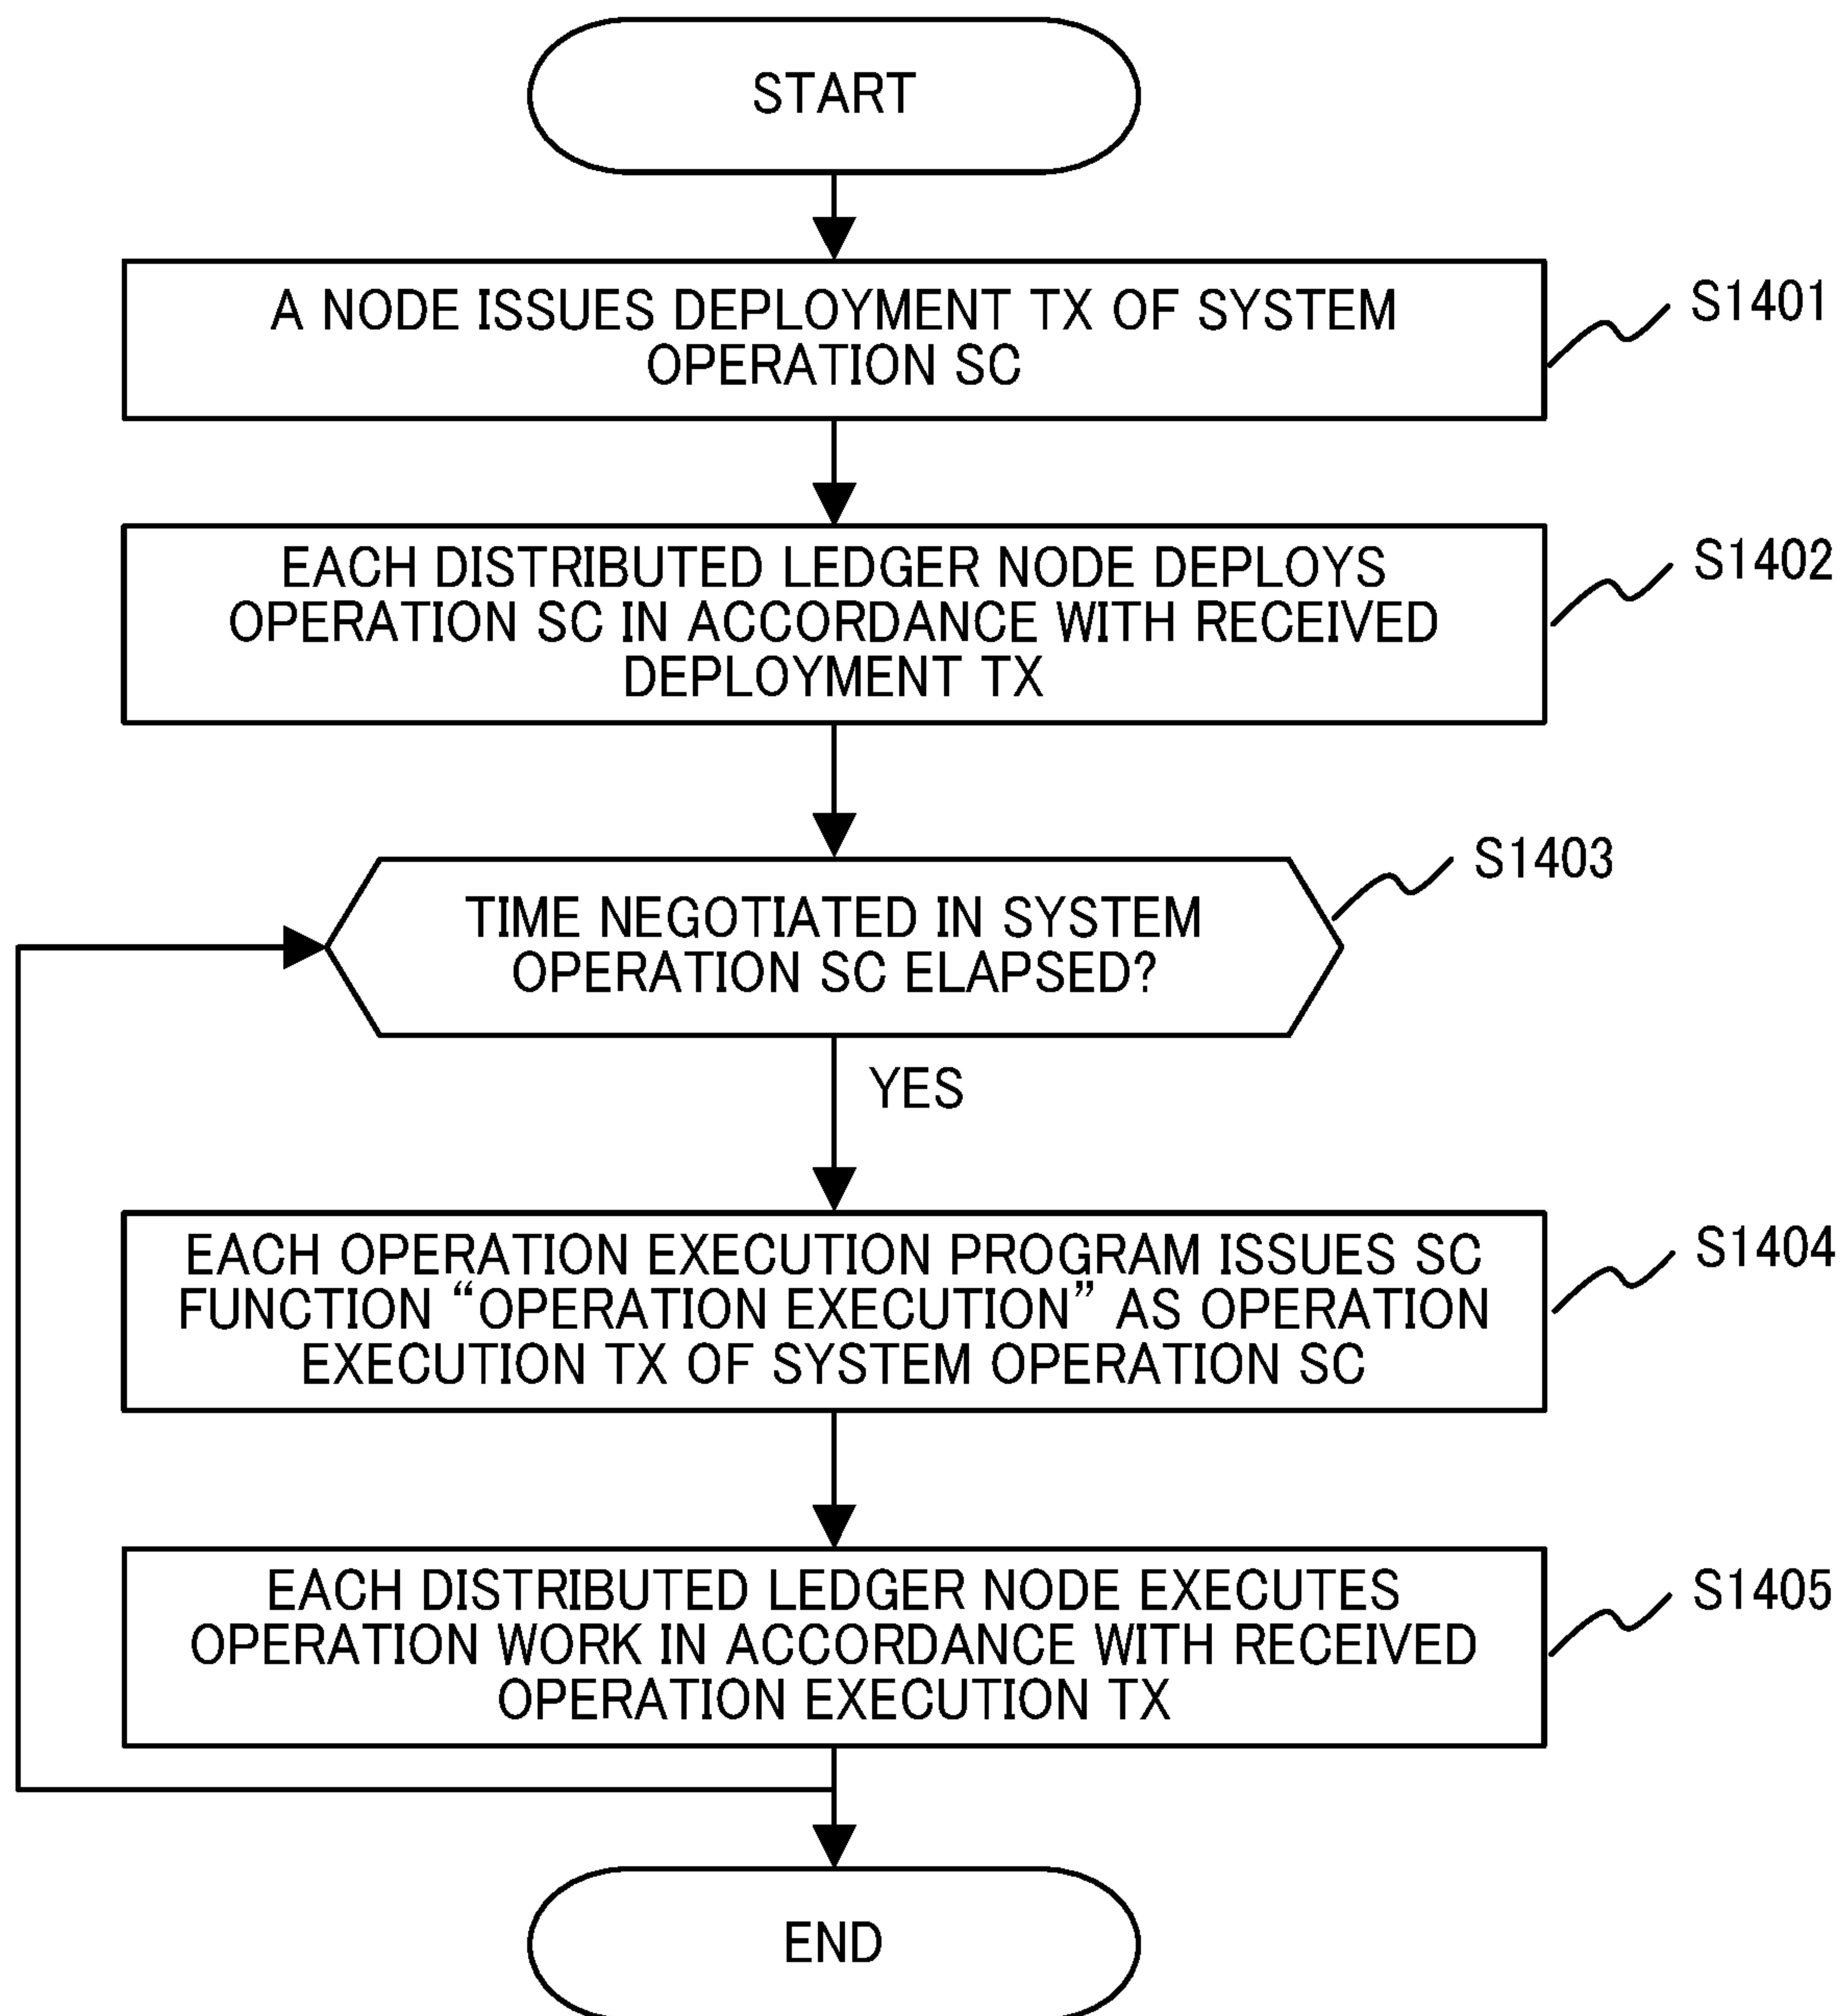 START
A NODE ISSUES DEPLOYMENT TX OF SYSTEM
OPERATION SC
S1401
EACH DISTRIBUTED LEDGER NODE DEPLOYS
OPERATION SC IN ACCORDANCE WITH RECEIVED
DEPLOYMENT TX
S1402
TIME NEGOTIATED IN SYSTEM
OPERATION SC ELAPSED?
S1403
YES
EACH OPERATION EXECUTION PROGRAM ISSUES SC
FUNCTION “OPERATION EXECUTION” AS OPERATION
EXECUTION TX OF SYSTEM OPERATION SC
S1404
EACH DISTRIBUTED LEDGER NODE EXECUTES
OPERATION WORK IN ACCORDANCE WITH RECEIVED
OPERATION EXECUTION TX
S1405
END